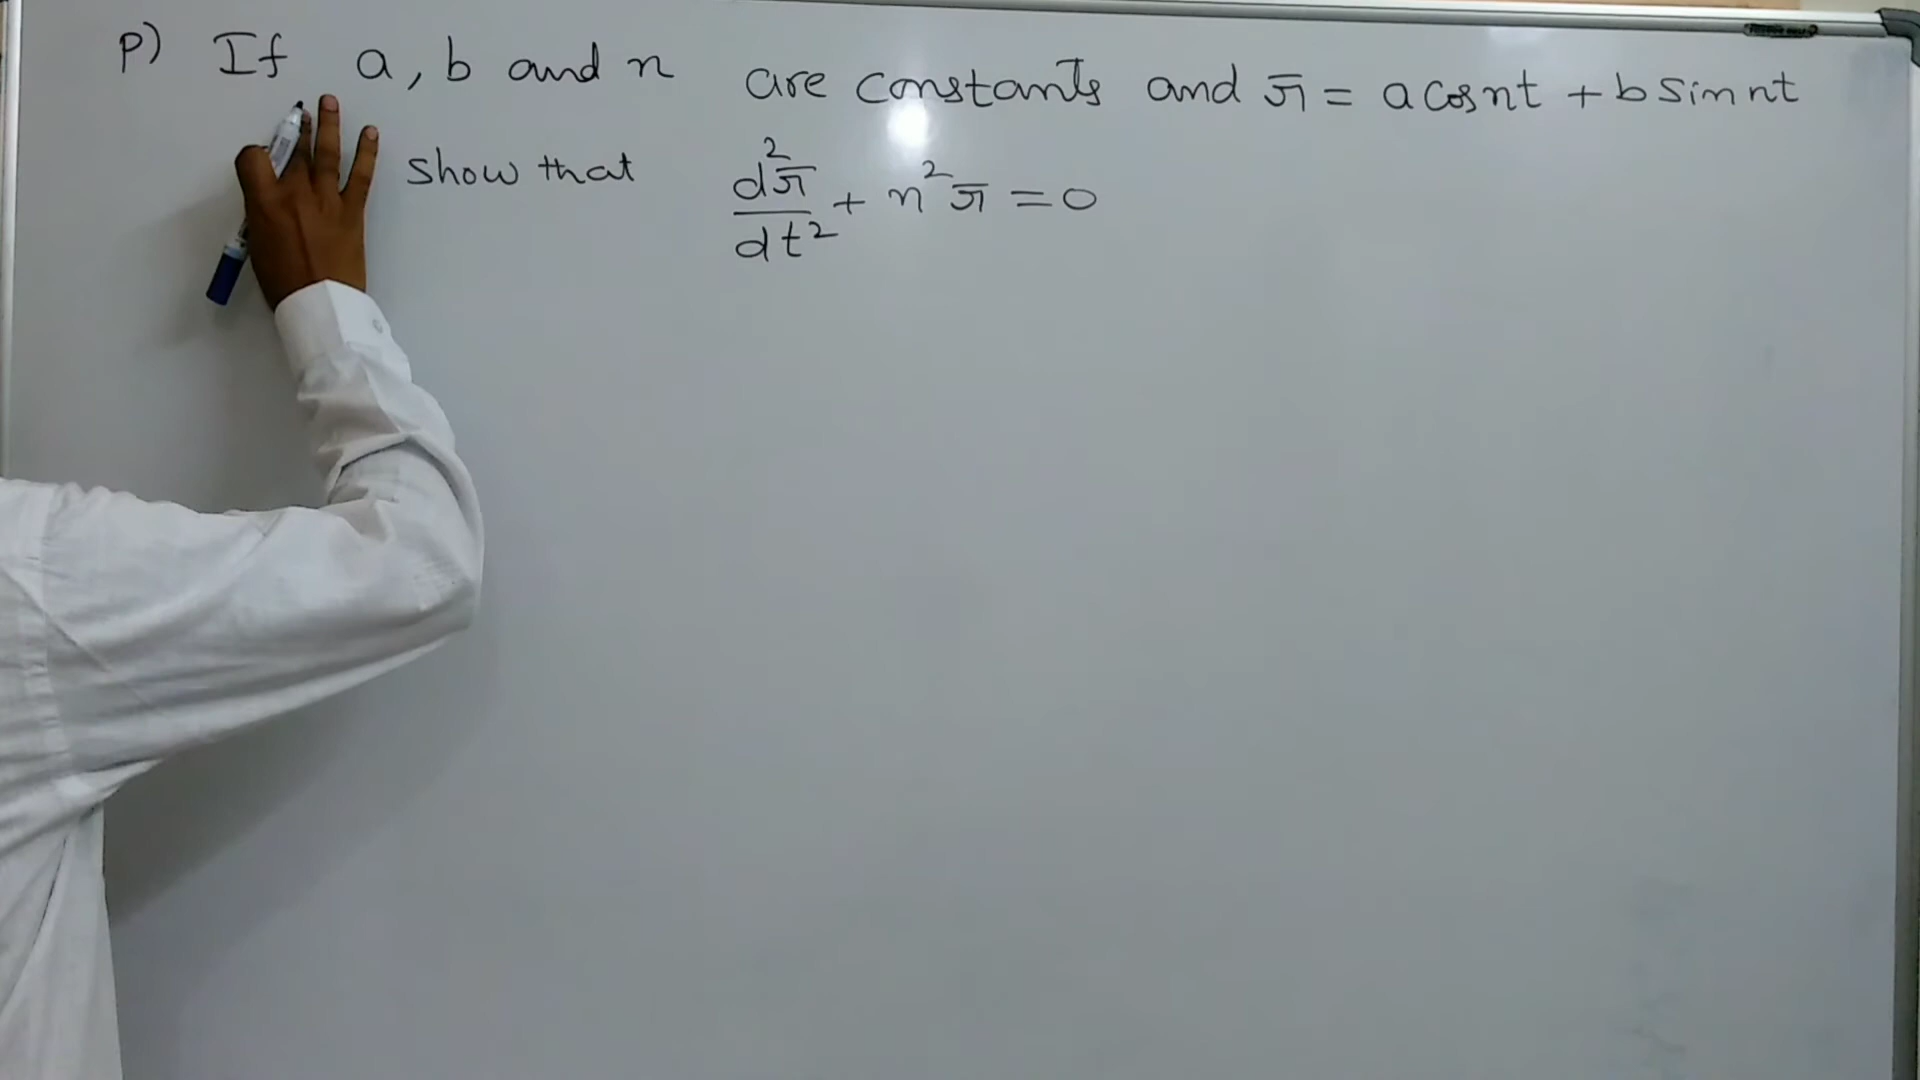 P) If a, b and n are constants and r̄ = a cos nt + b sin nt
show that d²r̄/dt² + n² r̄ = 0